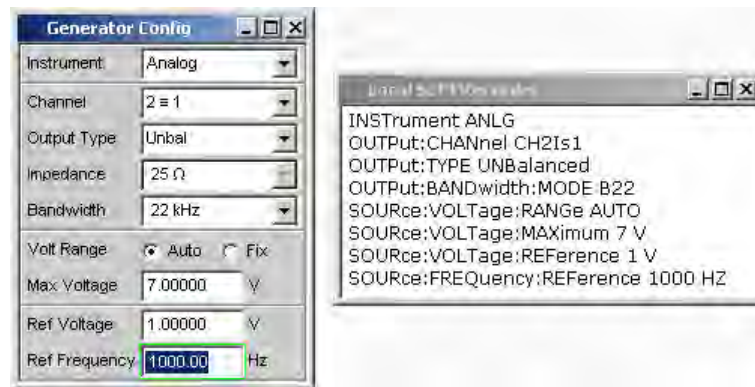 Generator Config
Instrument Analog
Channel 2 ≡ 1
Output Type Unbal
Impedance 25 Ω
Bandwidth 22 kHz
Volt Range Auto Fix
Max Voltage 7.00000 V
Ref Voltage 1.00000 V
Ref Frequency 1000.00 Hz
INSTrument ANLG
OUTPut:CHANnel CH2Is1
OUTPut:TYPE UNBalanced
OUTPut:BANDwidth:MODE B22
SOURce:VOLTage:RANGe AUTO
SOURce:VOLTage:MAXimum 7 V
SOURce:VOLTage:REFerence 1 V
SOURce:FREQuency:REFerence 1000 HZ